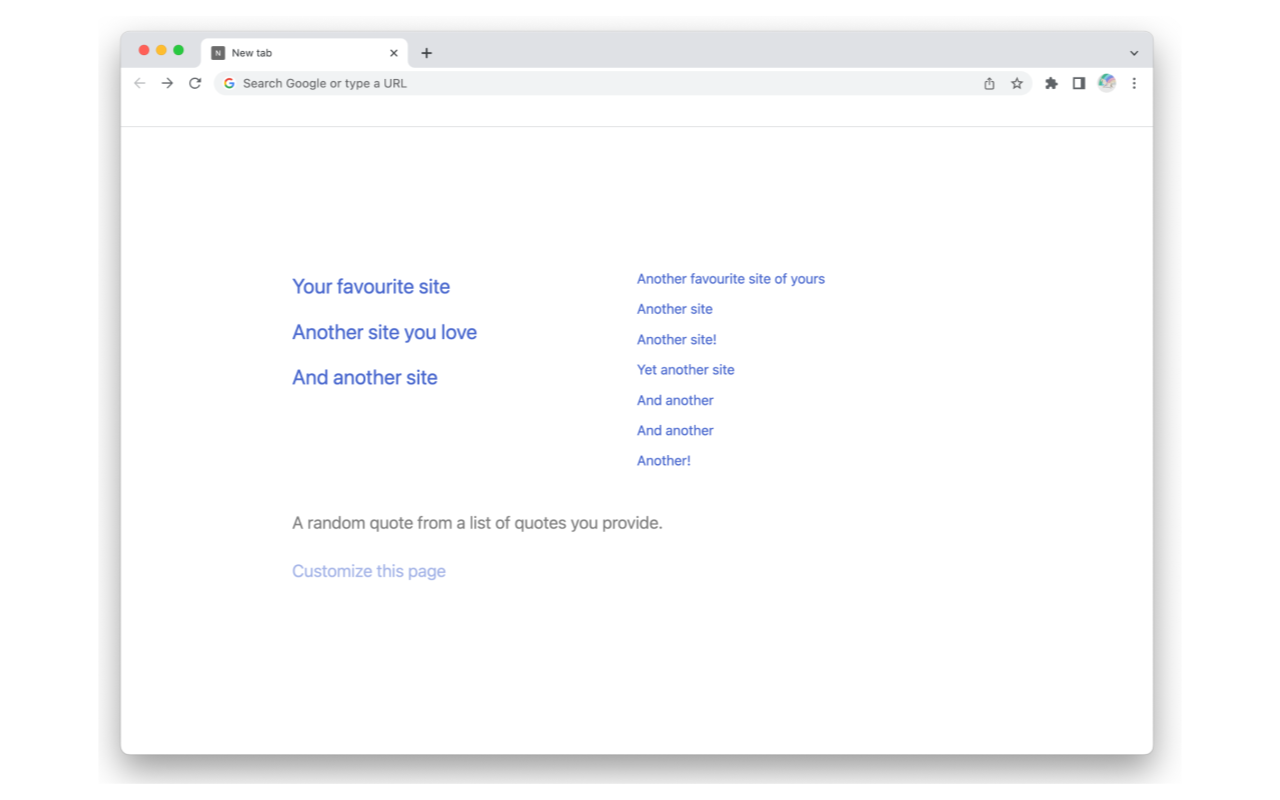 N New tab
Search Google or type a URL
Your favourite site
Another site you love
And another site
Another favourite site of yours
Another site
Another site!
Yet another site
And another
And another
Another!
A random quote from a list of quotes you provide.
Customize this page